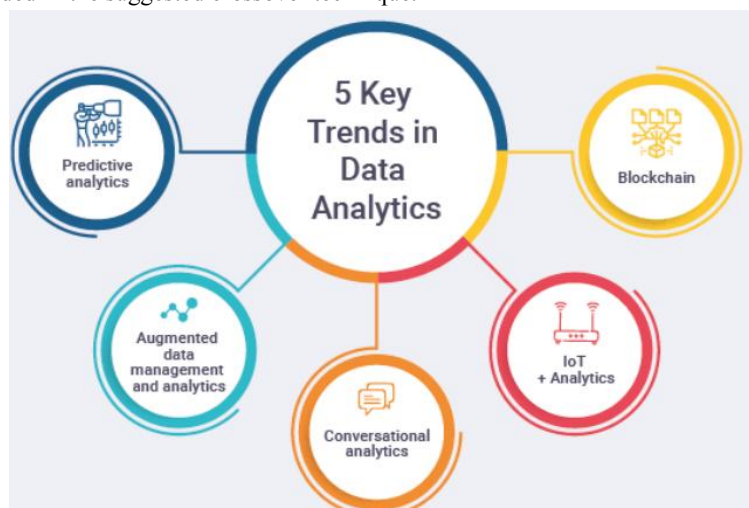 5 Key
Trends in
Data
Analytics
Predictive
analytics
Blockchain
Augmented
data
management
and analytics
IoT
+ Analytics
Conversational
analytics